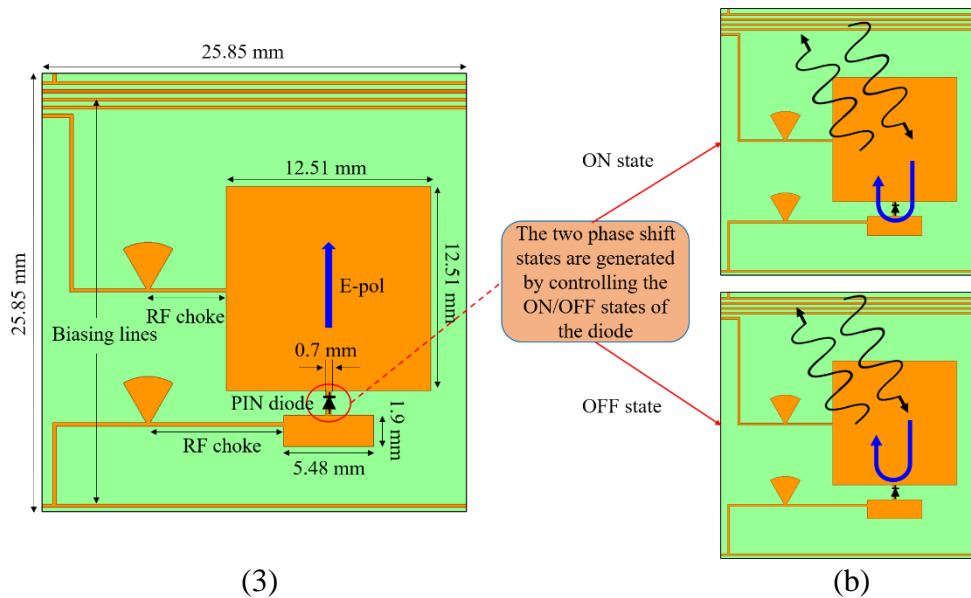 25.85 mm
25.85 mm
12.51 mm
12.51 mm
E-pol
RF choke
Biasing lines
0.7 mm
PIN diode
1.9 mm
RF choke
5.48 mm
(3)
ON state
The two phase shift
states are generated
by controlling the
ON/OFF states of
the diode
OFF state
(b)